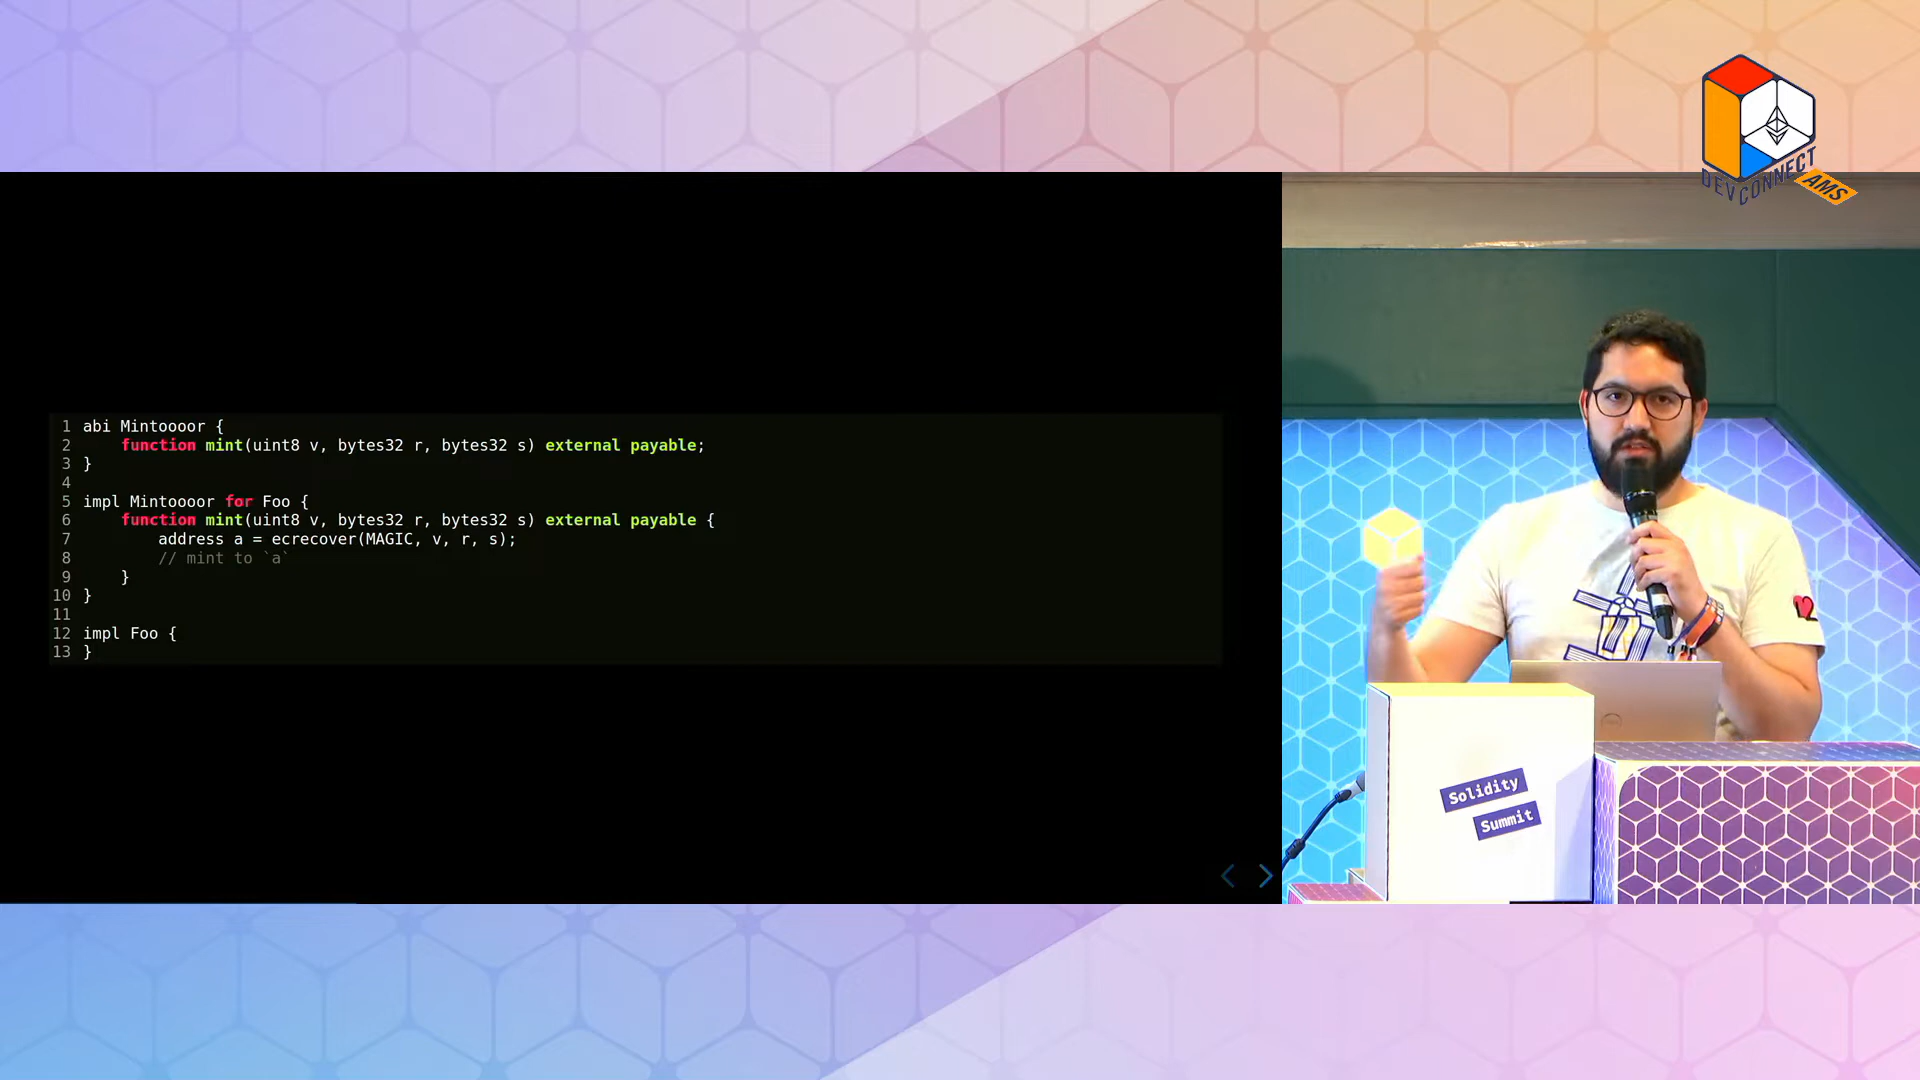 DEVCONNECT
AMS
1 abi Mintoooor {
2     function mint(uint8 v, bytes32 r, bytes32 s) external payable;
3 }
4
5 impl Mintoooor for Foo {
6     function mint(uint8 v, bytes32 r, bytes32 s) external payable {
7         address a = ecrecover(MAGIC, v, r, s);
8         // mint to `a`
9     }
10 }
11
12 impl Foo {
13 }
Solidity
Summit